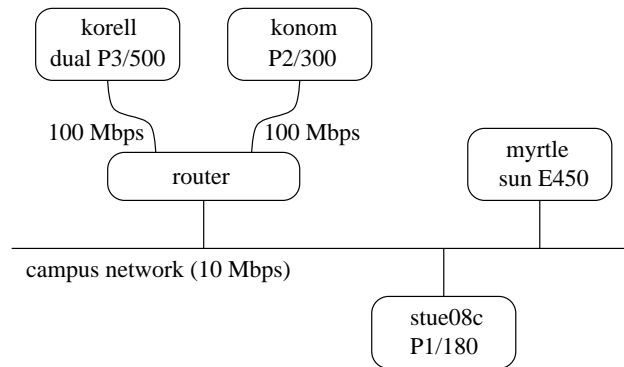 korell
dual P3/500
konom
P2/300
100 Mbps
100 Mbps
router
myrtle
sun E450
campus network (10 Mbps)
stue08c
P1/180